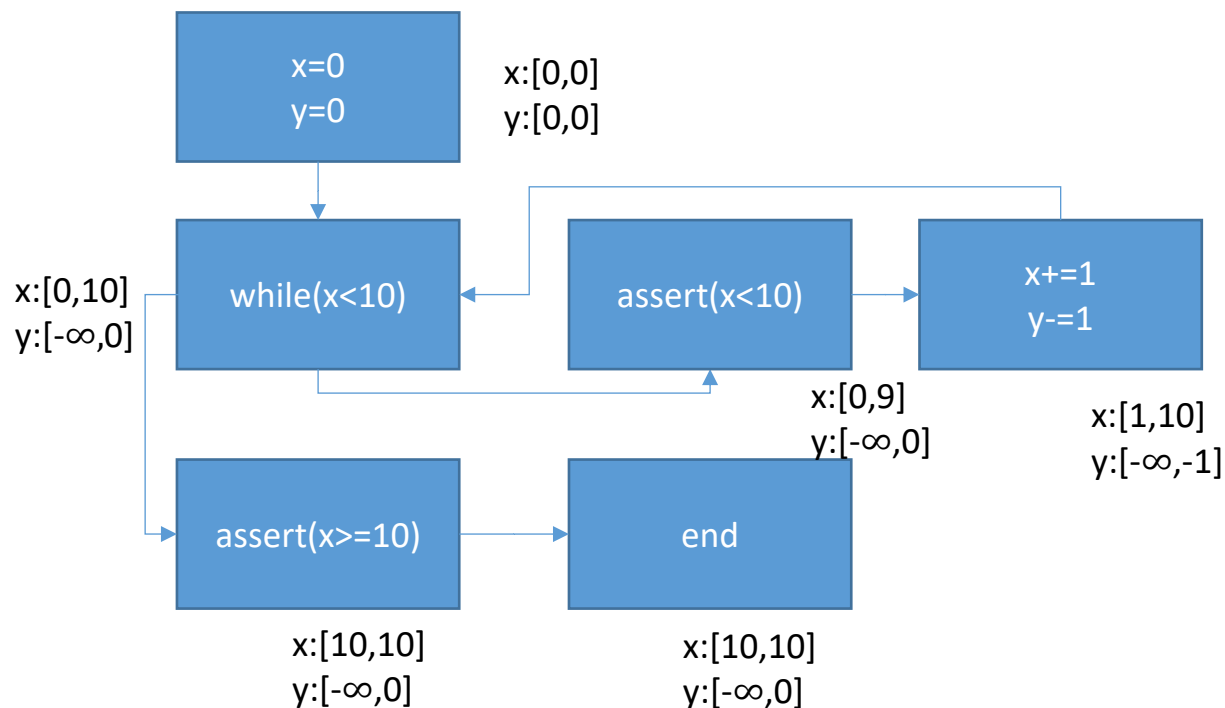 x=0
y=0
x:[0,0]
y:[0,0]
x:[0,10]
y:[-∞,0]
while(x<10)
assert(x<10)
x+=1
y-=1
x:[0,9]
y:[-∞,0]
x:[1,10]
y:[-∞,-1]
assert(x>=10)
end
x:[10,10]
y:[-∞,0]
x:[10,10]
y:[-∞,0]